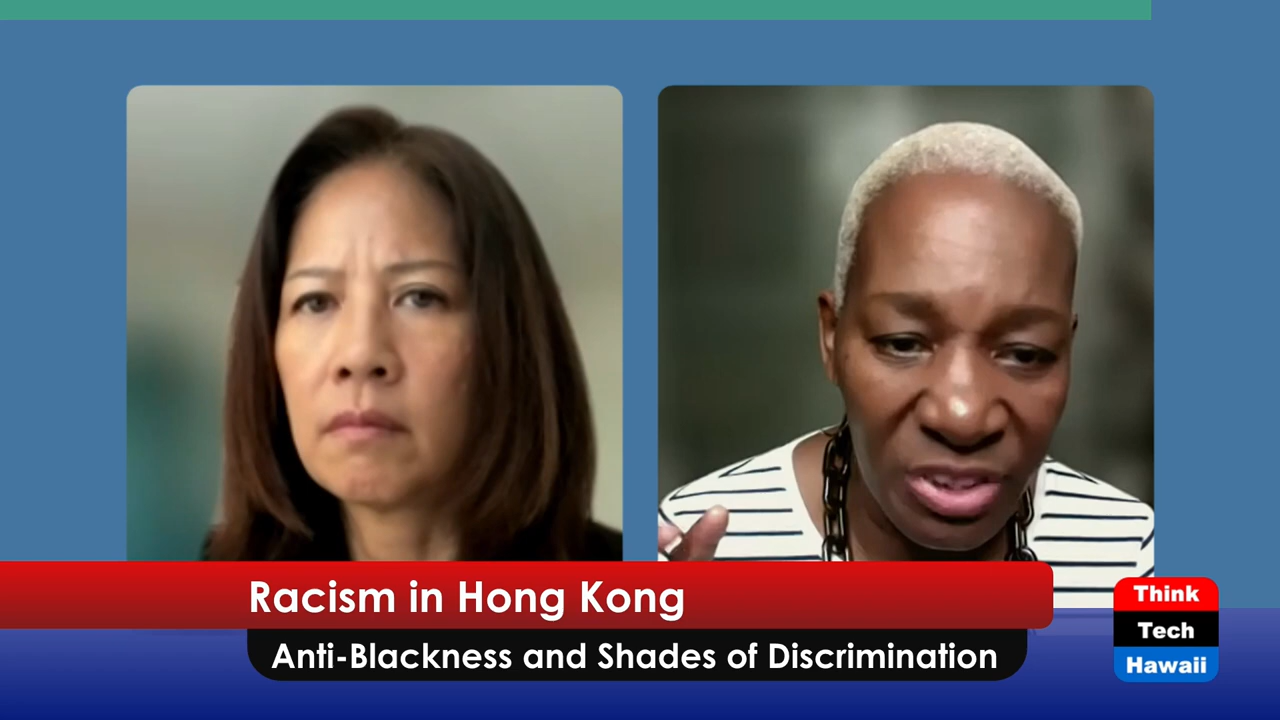 Racism in Hong Kong
Anti-Blackness and Shades of Discrimination
Think
Tech
Hawaii